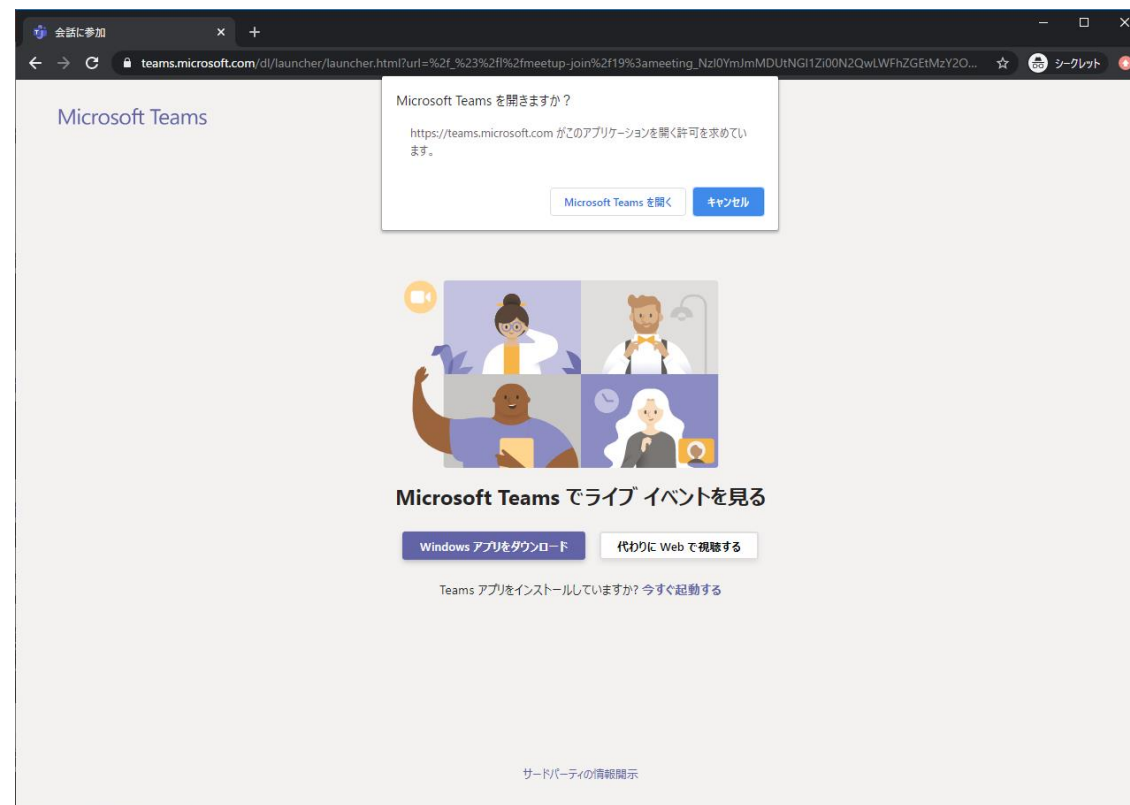 会話に参加
teams.microsoft.com/dl/launcher/launcher.html?url=%2f_%23%2fl%2fmeetup-join%2f19%3ameeting_NzI0YmJmMDUtNGI1Zi00N2QwLWFhZGEtMzY2O...
シークレット
Microsoft Teams
Microsoft Teams を開きますか？
https://teams.microsoft.com がこのアプリケーションを開く許可を求めてい
ます。
Microsoft Teams を開く
キャンセル
Microsoft Teams でライブ イベントを見る
Windows アプリをダウンロード
代わりに Web で視聴する
Teams アプリをインストールしていますか? 今すぐ起動する
サードパーティの情報開示